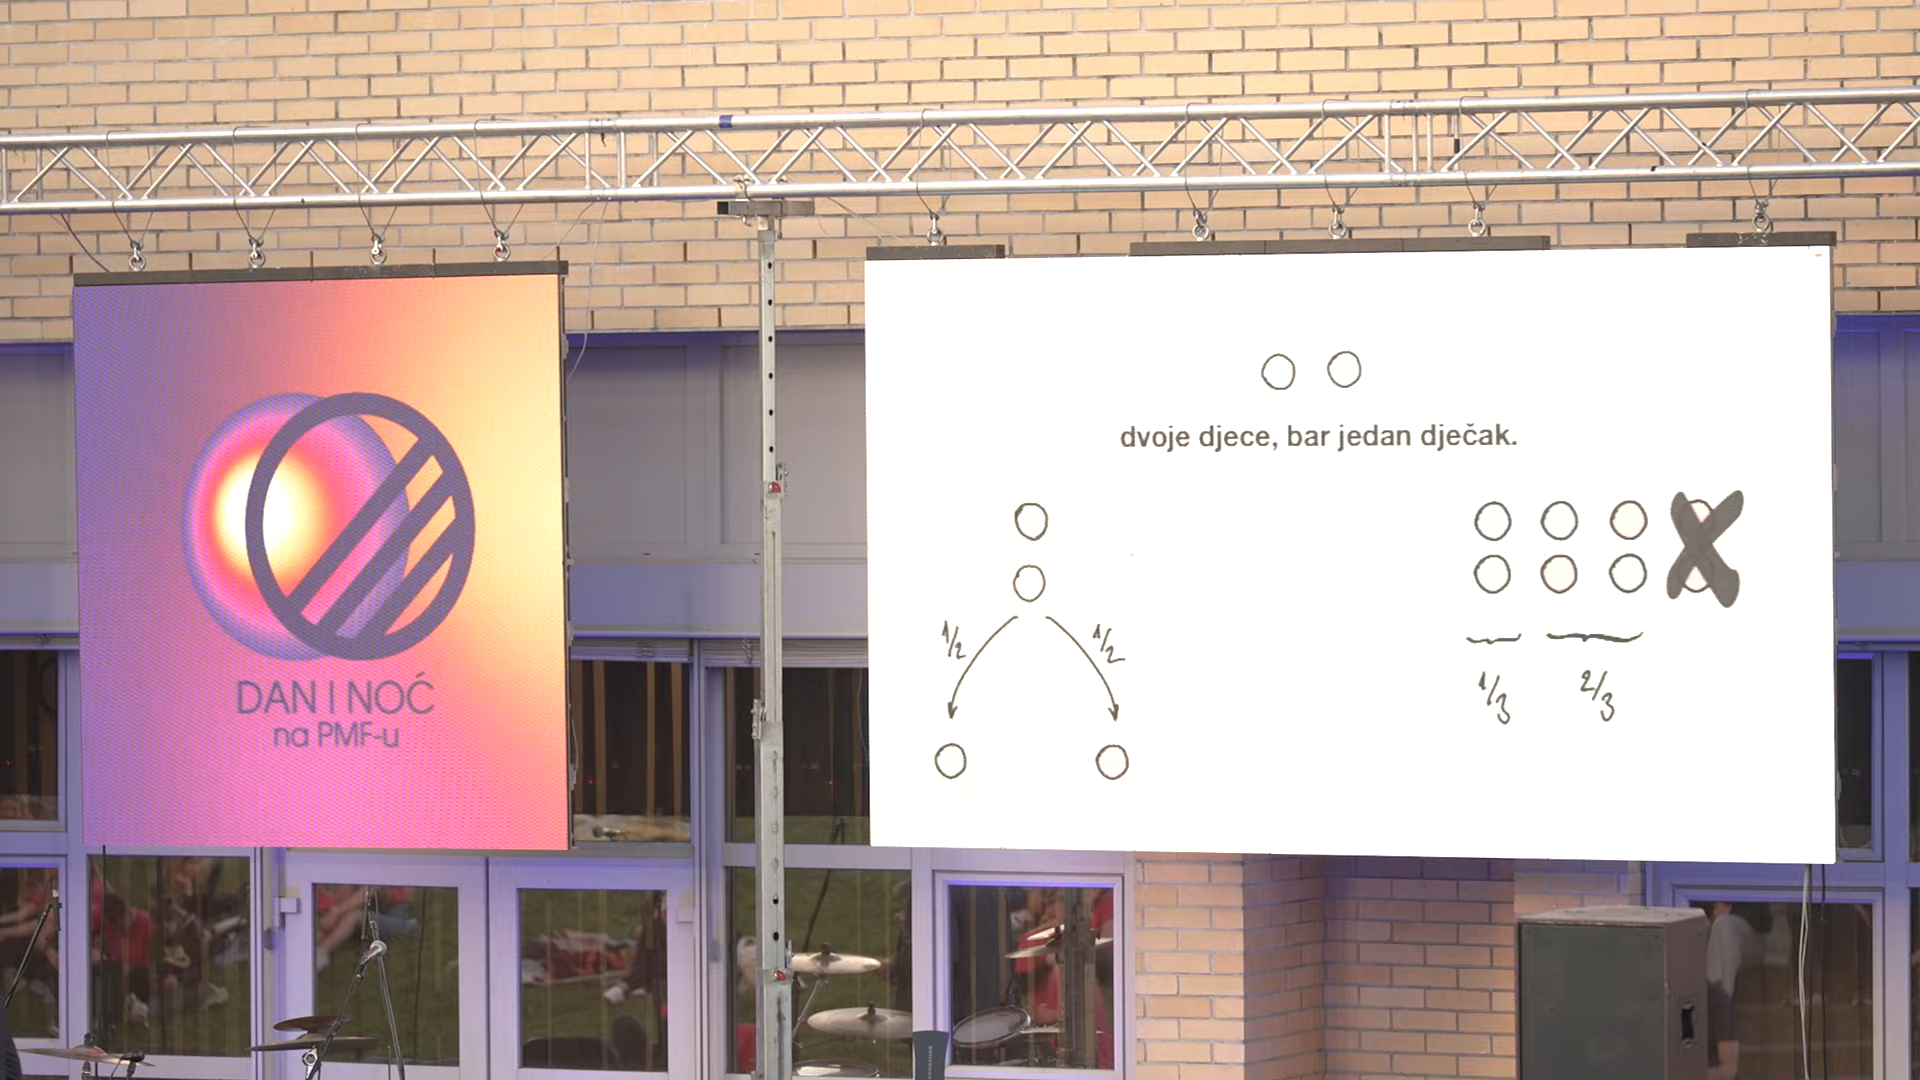 DAN I NOĆ
na PMF-u
dvoje djece, bar jedan dječak.
1/2
1/2
1/3
2/3